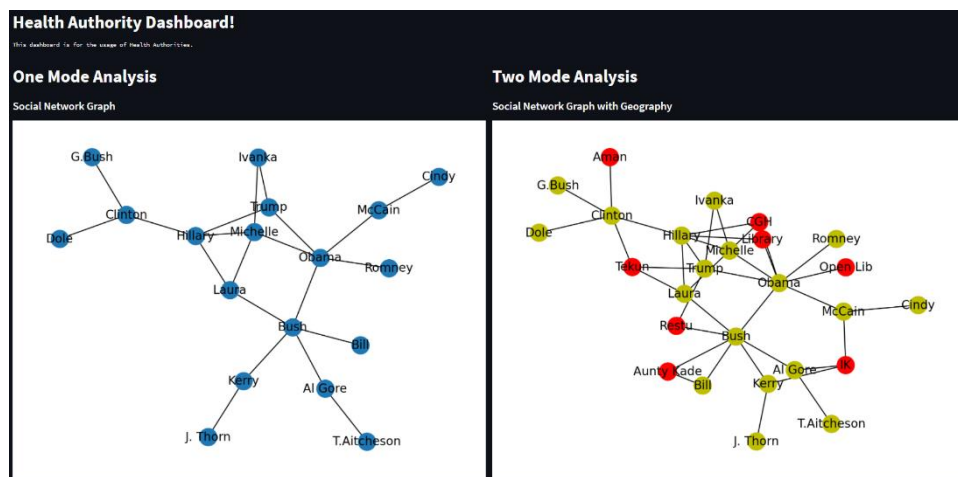 Health Authority Dashboard!
This dashboard is for the usage of Health Authorities.
One Mode Analysis
Social Network Graph
G.Bush
Ivanka
Cindy
Clinton
Trump
McCain
Dole
Hillary
Michelle
Obama
Romney
Laura
Bush
Bill
Kerry
Al Gore
J. Thorn
T.Aitcheson
Two Mode Analysis
Social Network Graph with Geography
Aman
G.Bush
Ivanka
Clinton
CGH
Dole
Hillary
Library
Romney
Michelle
Tekun
Trump
Open Lib
Obama
Laura
Cindy
McCain
Restu
Bush
Aunty Kade
Al Gore
IK
Bill
Kerry
T.Aitcheson
J. Thorn